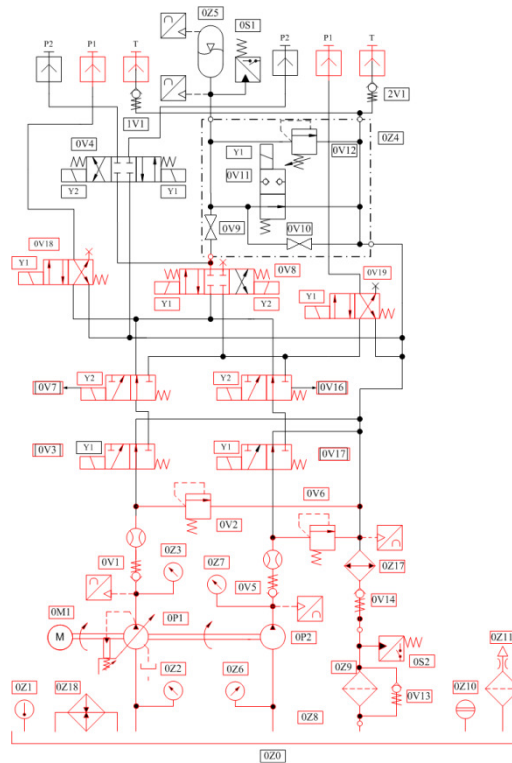 0Z5
P2 P1 T 0S1 P2 P1 T
1V1 2V1
0V4 Y1 0V12 0Z4
0V11
Y2 Y1
0V9 0V10
0V18 0V8 0V19
Y1 Y1 Y2 Y1
0V7 Y2 Y2 0V16
0V3 Y1 Y1 0V17
0V6
0V2
0V1 0Z3 0Z7
0V5 0Z17
0V14
0M1 0P1
M 0P2 0S2 0Z11
0Z1 0Z18 0Z2 0Z6 0Z9 0Z10
0V13
0Z8
0Z0